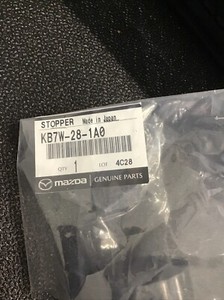 STOPPER Made in Japan
KB7W-28-1A0
QTY 1 LCH 4C28
mazda GENUINE PARTS